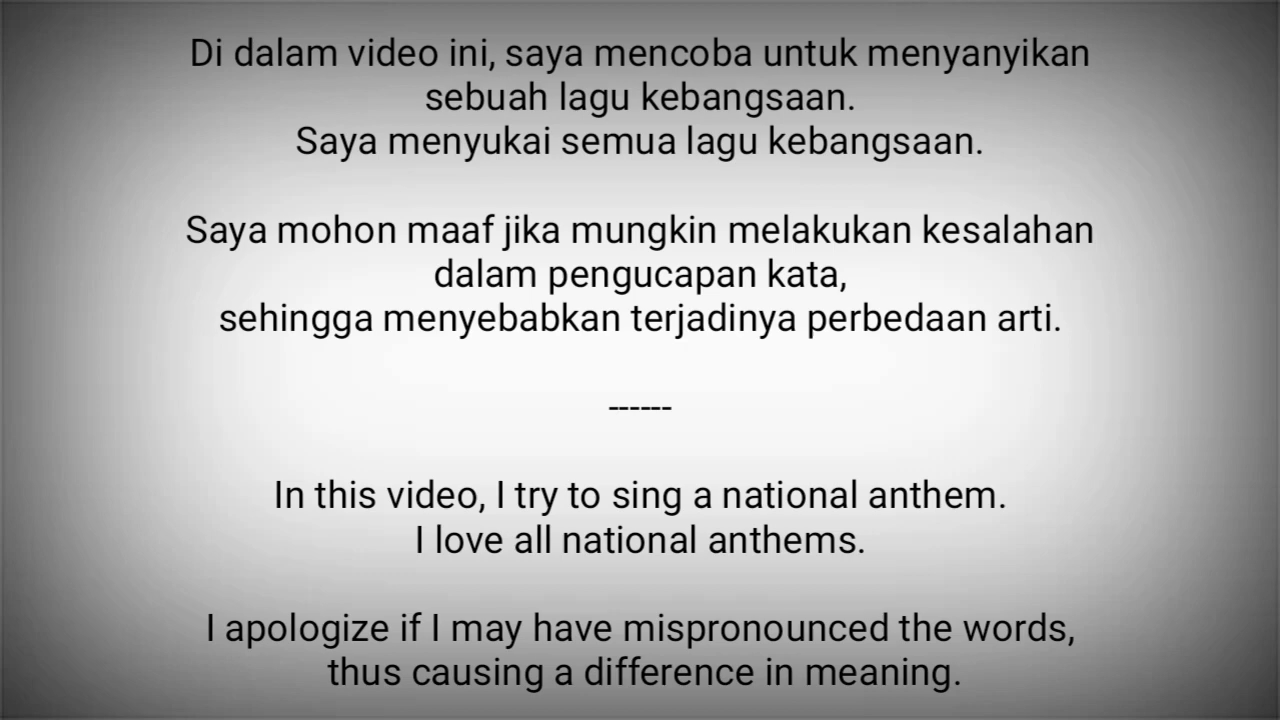 Di dalam video ini, saya mencoba untuk menyanyikan
sebuah lagu kebangsaan.
Saya menyukai semua lagu kebangsaan.
Saya mohon maaf jika mungkin melakukan kesalahan
dalam pengucapan kata,
sehingga menyebabkan terjadinya perbedaan arti.
------
In this video, I try to sing a national anthem.
I love all national anthems.
I apologize if I may have mispronounced the words,
thus causing a difference in meaning.